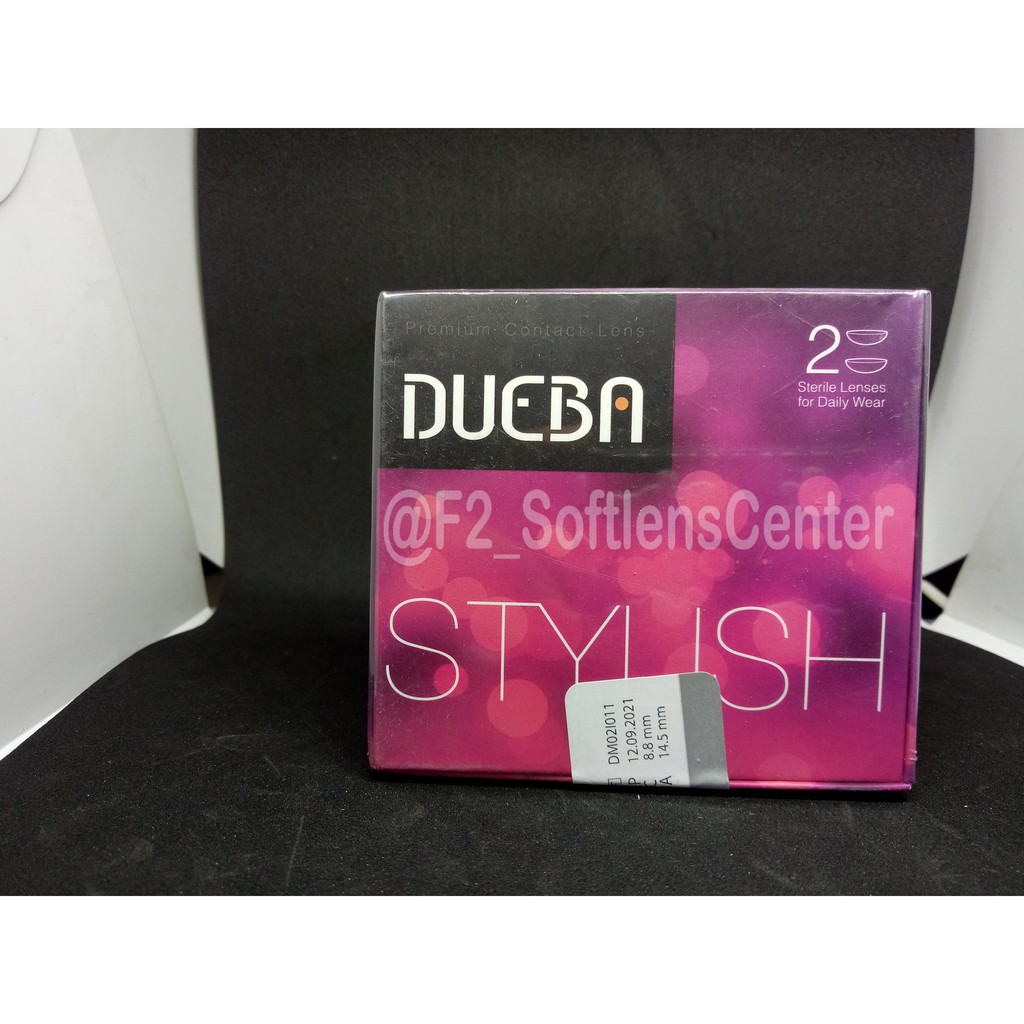 Premium Contact Lens
DUEBA
2
Sterile Lenses
for Daily Wear
@F2_SoftlensCenter
STYLISH
DM02I011
P 12.09.2021
C 8.8 mm
A 14.5 mm